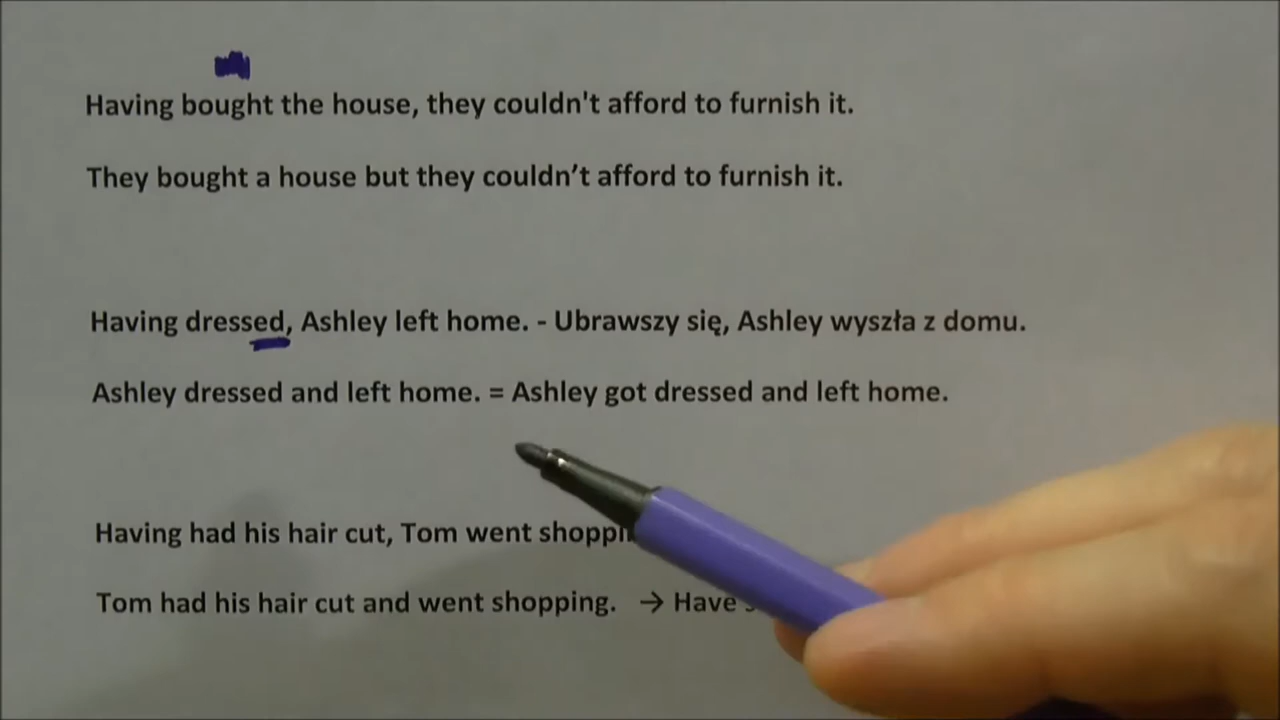 Having bought the house, they couldn't afford to furnish it.
They bought a house but they couldn’t afford to furnish it.
Having dressed, Ashley left home. - Ubrawszy się, Ashley wyszła z domu.
Ashley dressed and left home. = Ashley got dressed and left home.
Having had his hair cut, Tom went
Tom had his hair cut and went shopping. → Have